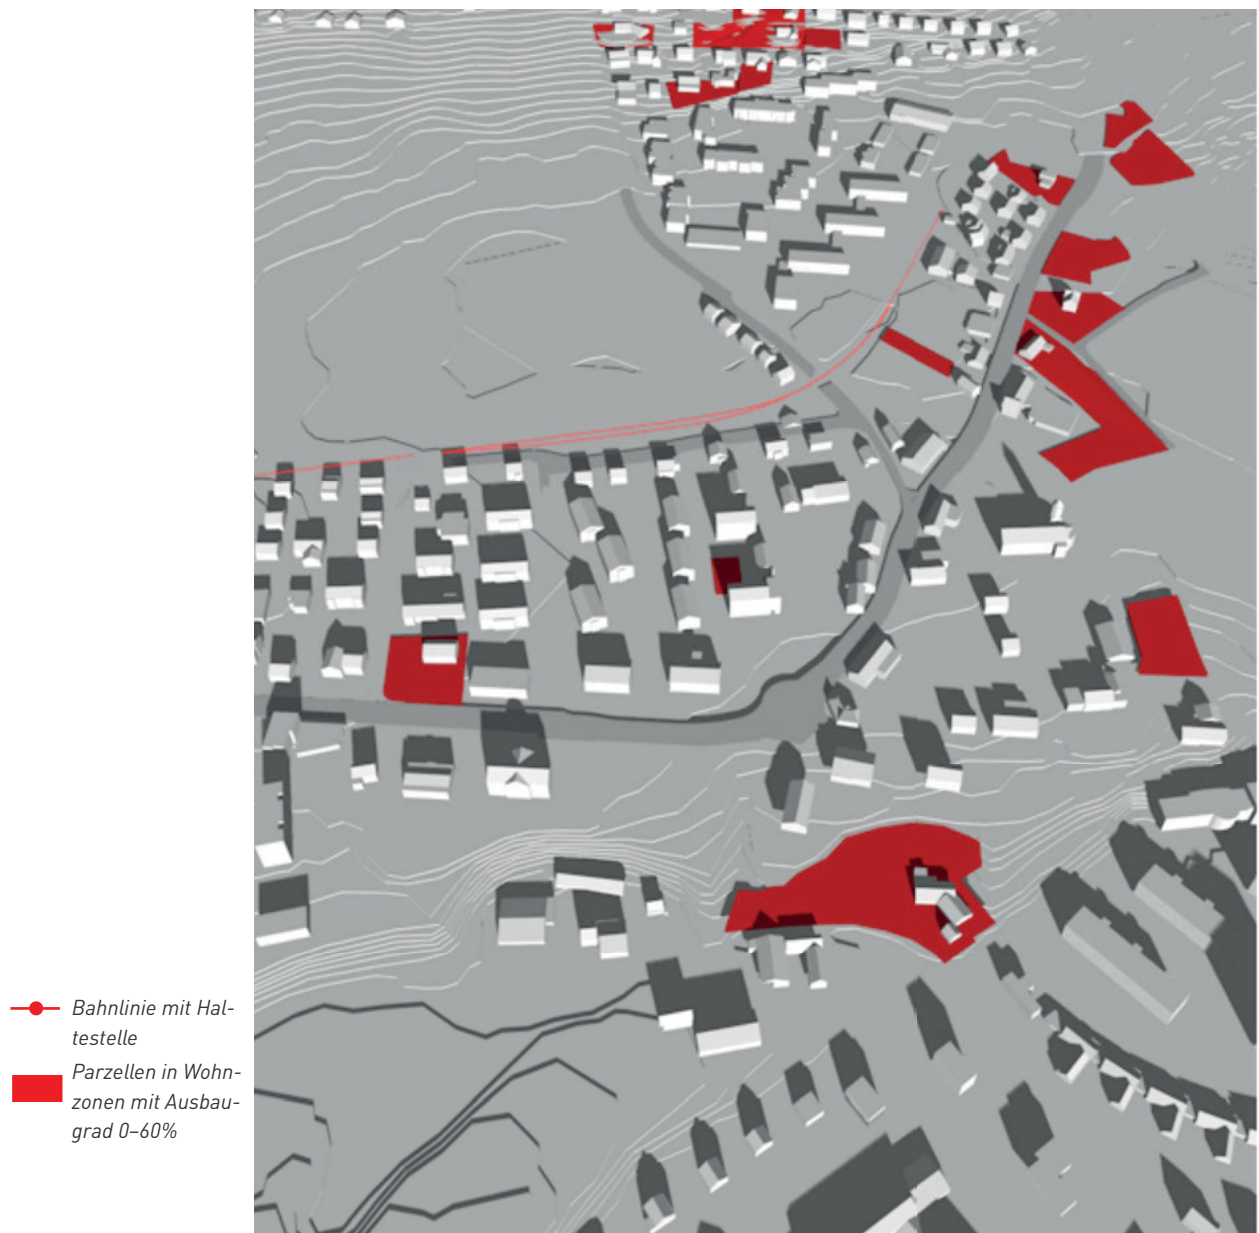 Bahnlinie mit Hal-
testelle
Parzellen in Wohn-
zonen mit Ausbau-
grad 0–60%